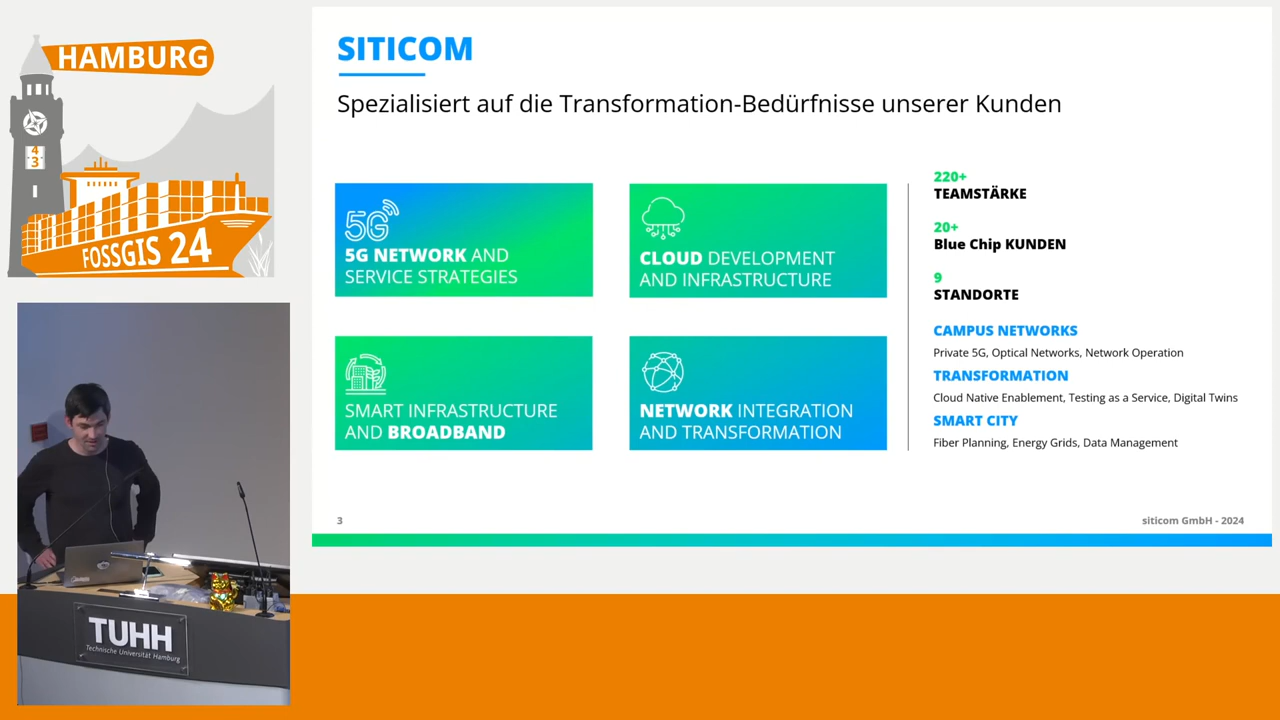 HAMBURG
4
3
FOSSGIS 24
SITICOM
Spezialisiert auf die Transformation-Bedürfnisse unserer Kunden
5G
5G NETWORK AND
SERVICE STRATEGIES
CLOUD DEVELOPMENT
AND INFRASTRUCTURE
SMART INFRASTRUCTURE
AND BROADBAND
NETWORK INTEGRATION
AND TRANSFORMATION
220+
TEAMSTÄRKE
20+
Blue Chip KUNDEN
9
STANDORTE
CAMPUS NETWORKS
Private 5G, Optical Networks, Network Operation
TRANSFORMATION
Cloud Native Enablement, Testing as a Service, Digital Twins
SMART CITY
Fiber Planning, Energy Grids, Data Management
3
siticom GmbH - 2024
TUHH
Technische Universität Hamburg